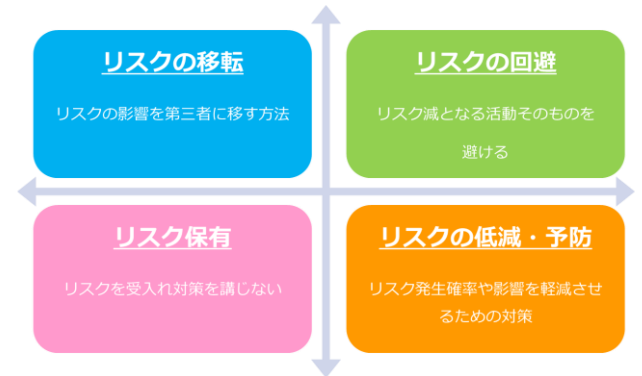 リスクの移転
リスクの影響を第三者に移す方法
リスクの回避
リスク減となる活動そのものを
避ける
リスク保有
リスクを受入れ対策を講じない
リスクの低減・予防
リスク発生確率や影響を軽減させ
るための対策